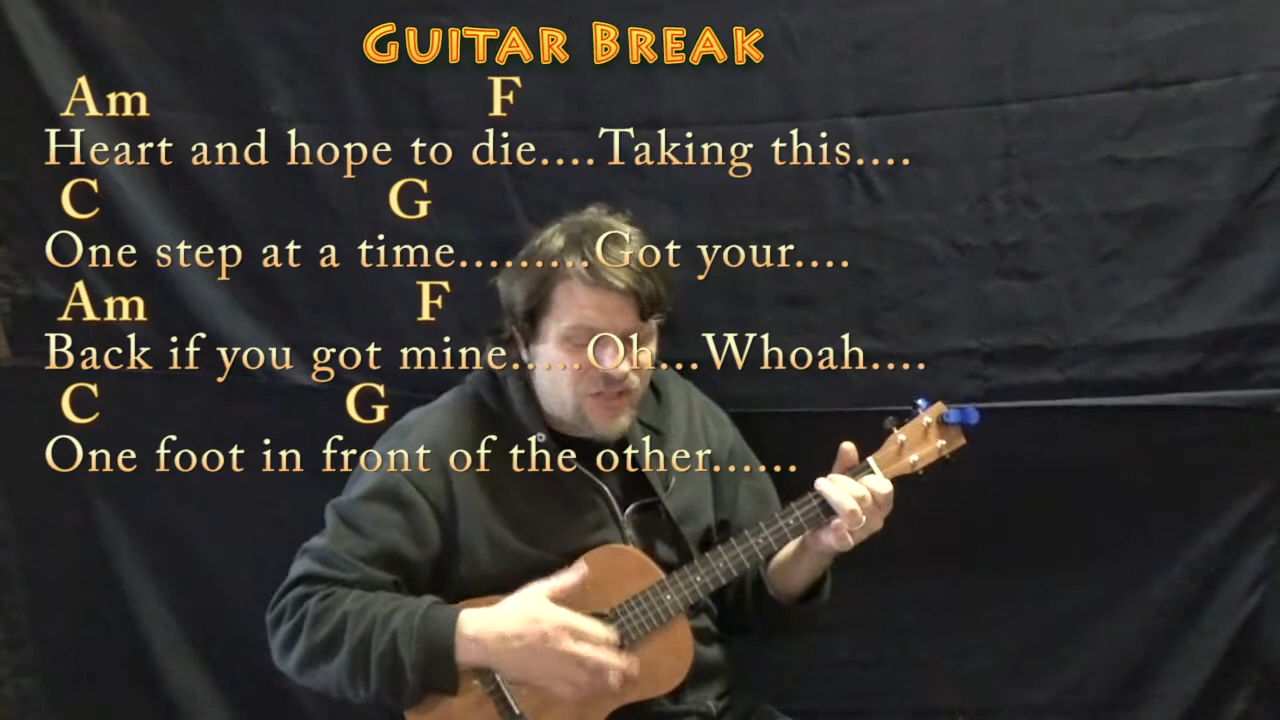 Guitar Break
Am F
Heart and hope to die....Taking this....
C G
One step at a time.........Got your....
Am F
Back if you got mine.....Oh...Whoah....
C G
One foot in front of the other......